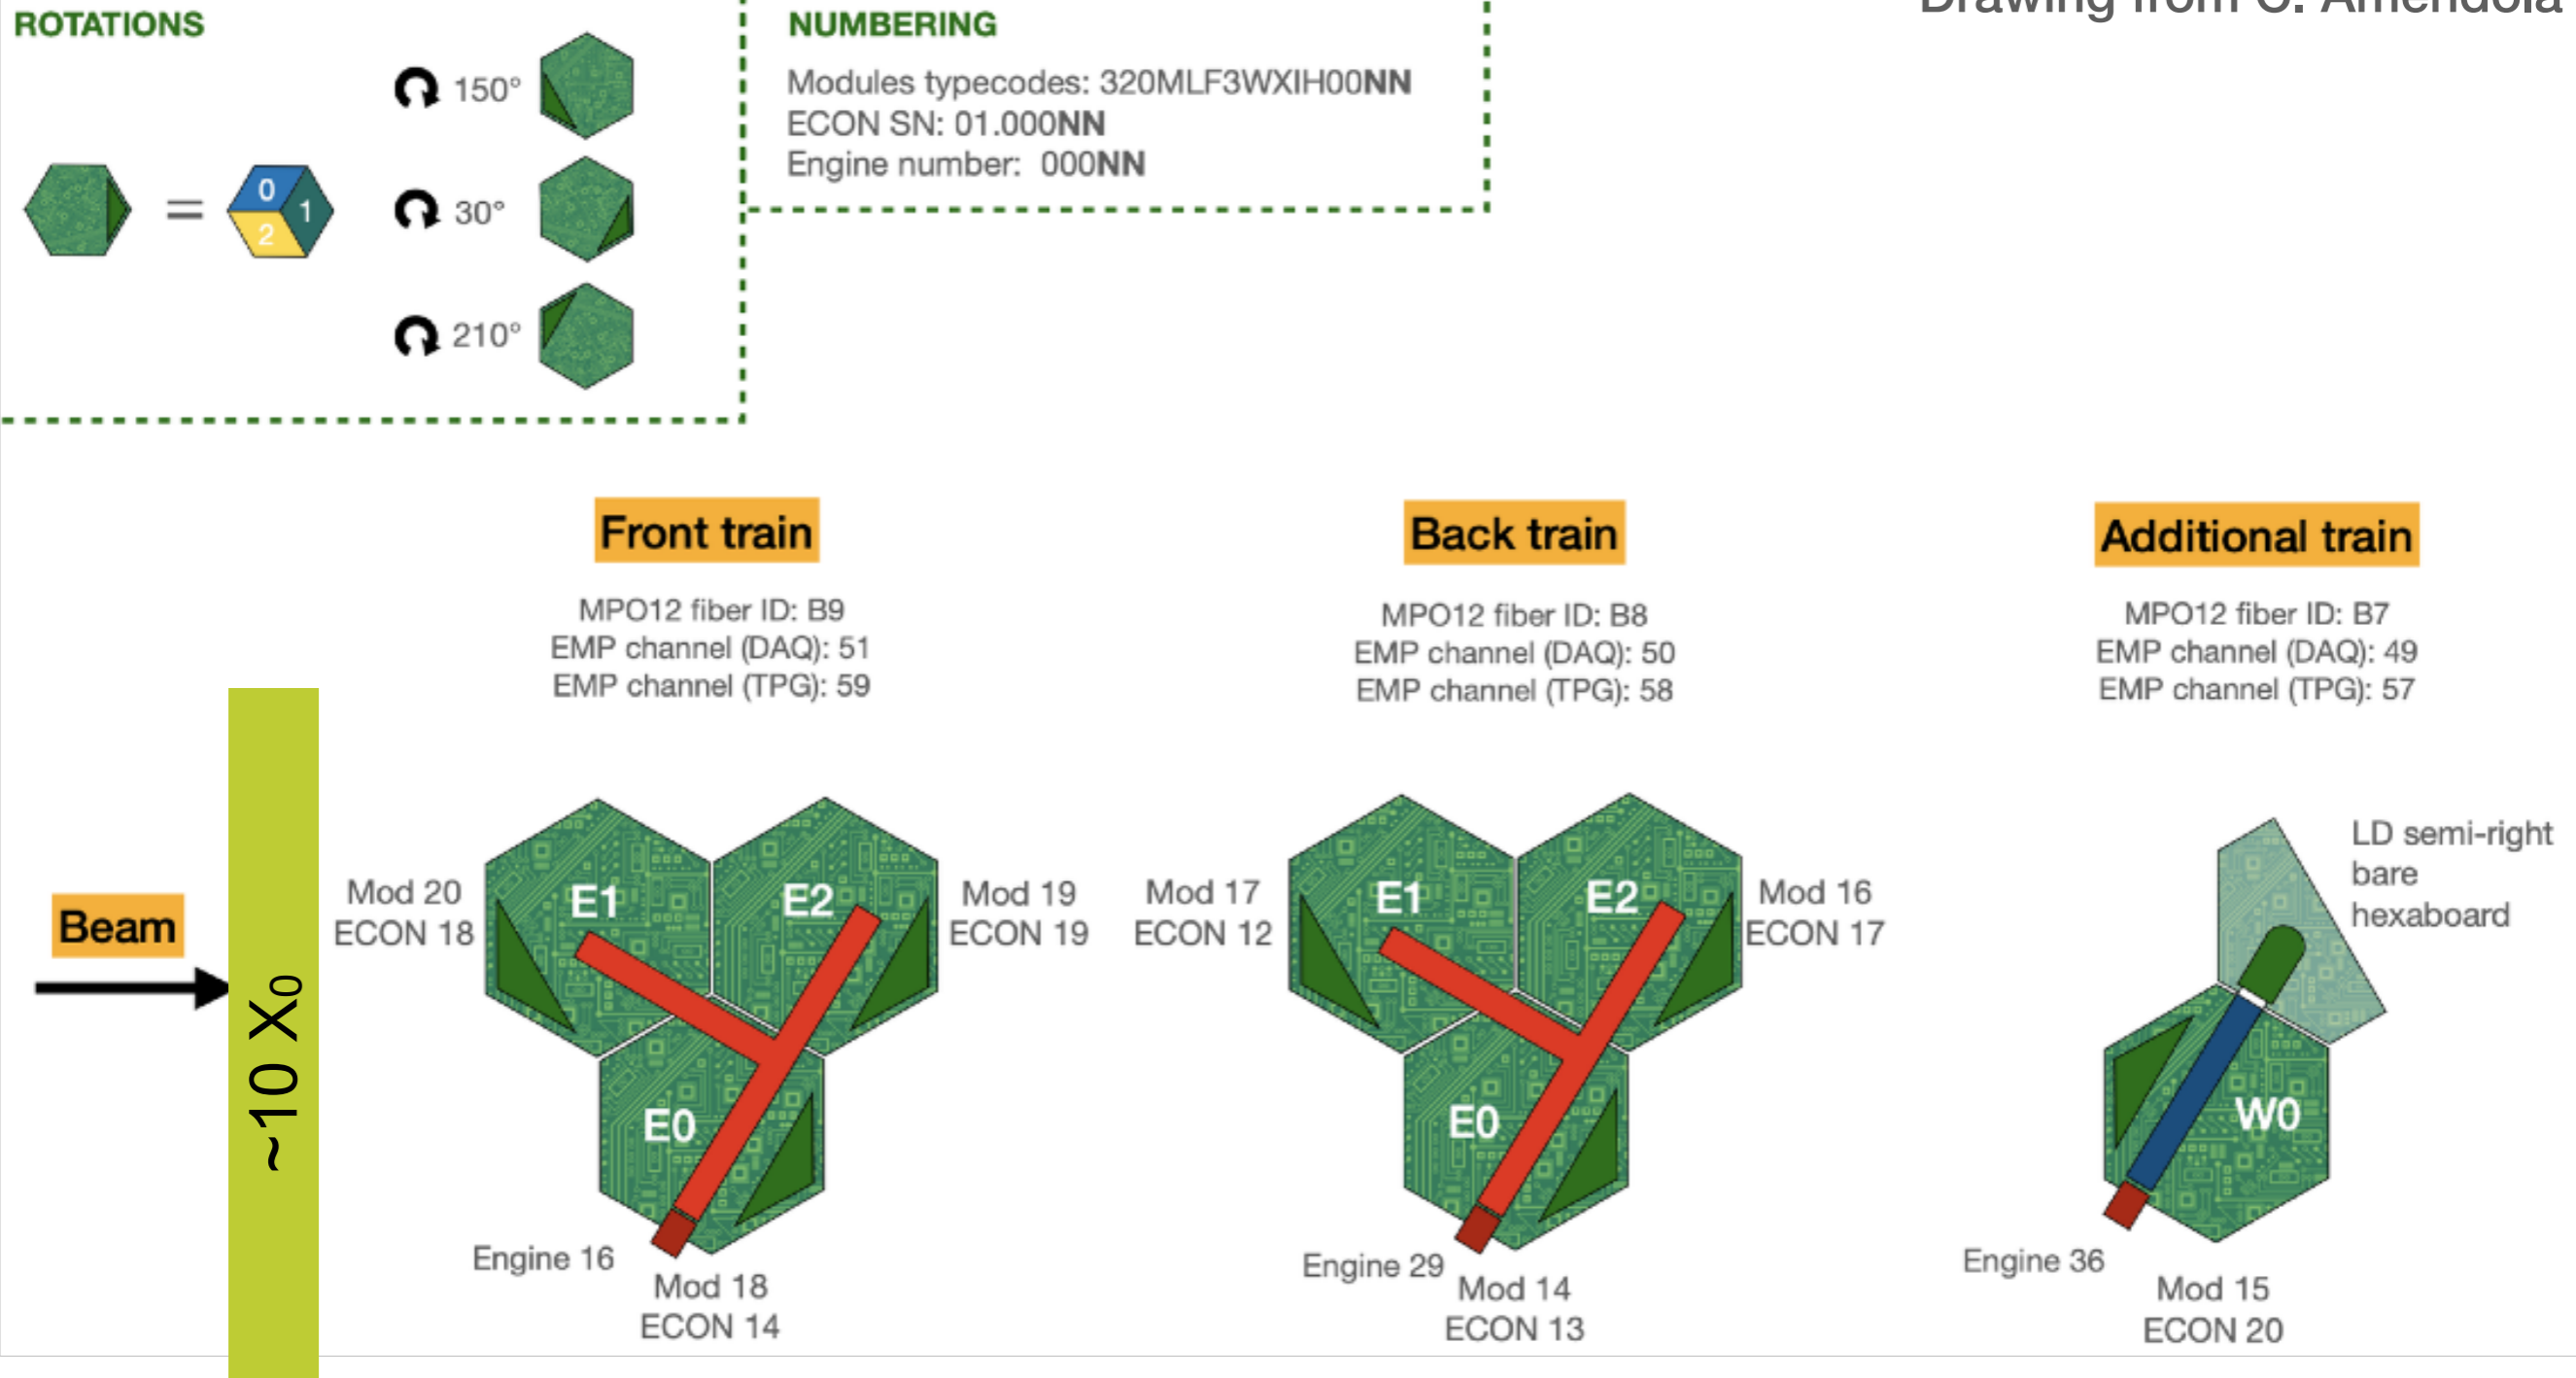 Drawing from C. Amendola
ROTATIONS
150°
0
1
2
=
30°
210°
NUMBERING
Modules typecodes: 320MLF3WXIH00NN
ECON SN: 01.000NN
Engine number: 000NN
Front train
MPO12 fiber ID: B9
EMP channel (DAQ): 51
EMP channel (TPG): 59
Back train
MPO12 fiber ID: B8
EMP channel (DAQ): 50
EMP channel (TPG): 58
Additional train
MPO12 fiber ID: B7
EMP channel (DAQ): 49
EMP channel (TPG): 57
Beam
~10 X₀
Mod 20
ECON 18
E1
E2
Mod 19
ECON 19
E0
Engine 16
Mod 18
ECON 14
Mod 17
ECON 12
E1
E2
Mod 16
ECON 17
E0
Engine 29
Mod 14
ECON 13
LD semi-right
bare
hexaboard
W0
Engine 36
Mod 15
ECON 20